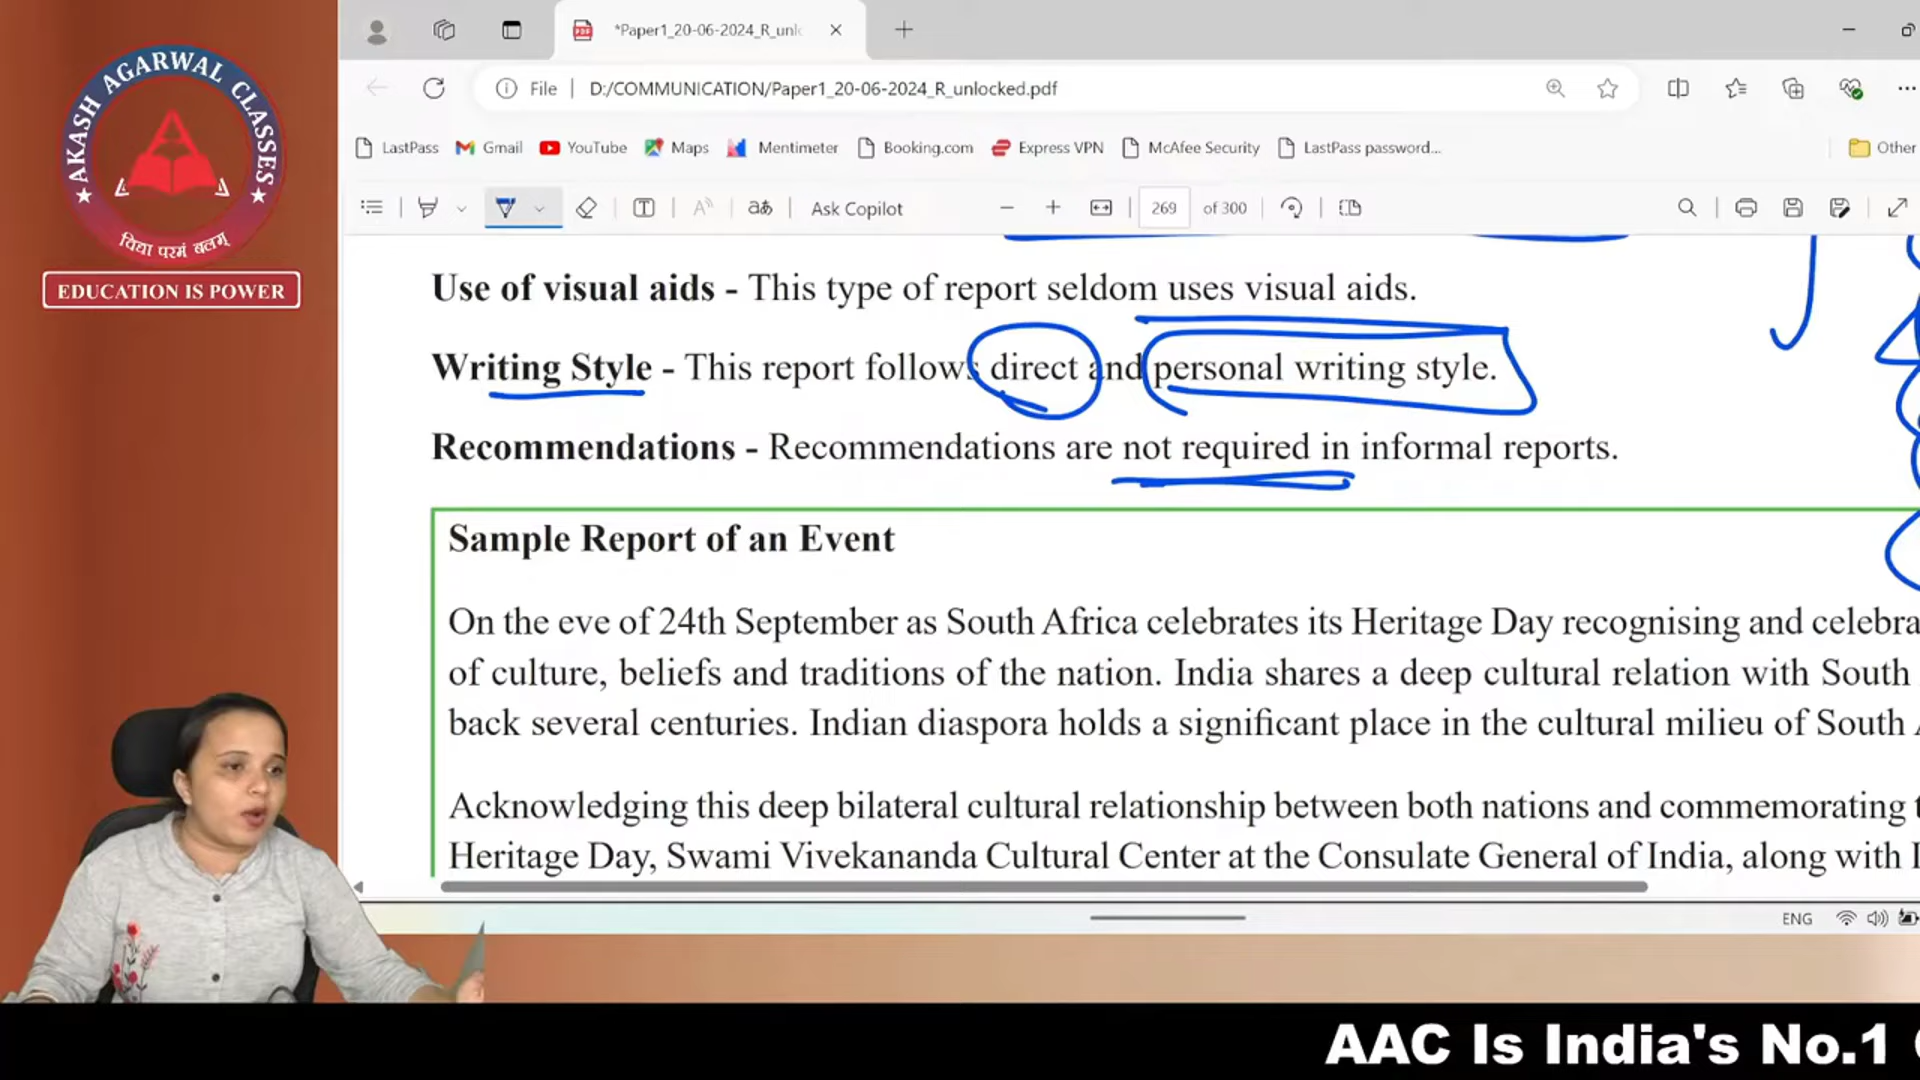 AKASH AGARWAL CLASSES
विद्या परमं बलम्
EDUCATION IS POWER
*Paper1_20-06-2024_R_unlo
File
D:/COMMUNICATION/Paper1_20-06-2024_R_unlocked.pdf
LastPass
Gmail
YouTube
Maps
Mentimeter
Booking.com
Express VPN
McAfee Security
LastPass password...
Other
Ask Copilot
269
of 300
Use of visual aids - This type of report seldom uses visual aids.
Writing Style - This report follows direct and personal writing style.
Recommendations - Recommendations are not required in informal reports.
Sample Report of an Event
On the eve of 24th September as South Africa celebrates its Heritage Day recognising and celebra
of culture, beliefs and traditions of the nation. India shares a deep cultural relation with South
back several centuries. Indian diaspora holds a significant place in the cultural milieu of South
Acknowledging this deep bilateral cultural relationship between both nations and commemorating
Heritage Day, Swami Vivekananda Cultural Center at the Consulate General of India, along with
ENG
AAC Is India's No.1